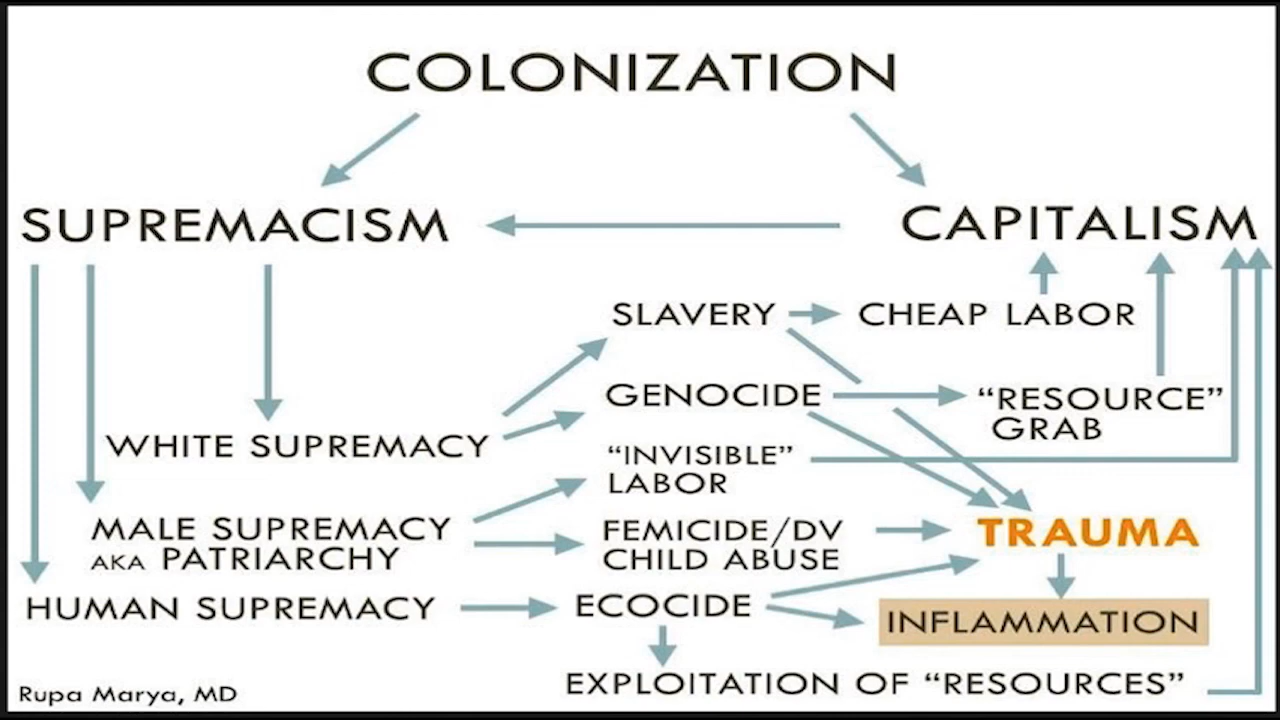 COLONIZATION
SUPREMACISM
CAPITALISM
SLAVERY
CHEAP LABOR
GENOCIDE
“RESOURCE”
GRAB
WHITE SUPREMACY
“INVISIBLE”
LABOR
MALE SUPREMACY
AKA PATRIARCHY
FEMICIDE/DV
CHILD ABUSE
TRAUMA
HUMAN SUPREMACY
ECOCIDE
INFLAMMATION
EXPLOITATION OF “RESOURCES”
Rupa Marya, MD